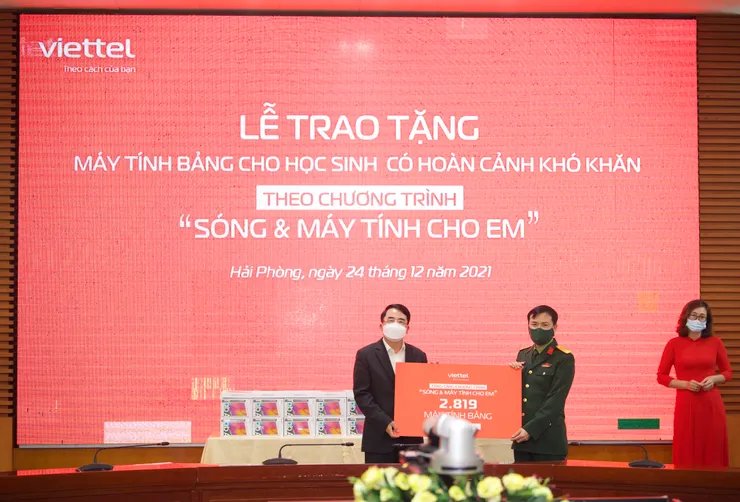 viettel
Theo cách của bạn
LỄ TRAO TẶNG
MÁY TÍNH BẢNG CHO HỌC SINH CÓ HOÀN CẢNH KHÓ KHĂN
THEO CHƯƠNG TRÌNH
“SÓNG & MÁY TÍNH CHO EM”
Hải Phòng, ngày 24 tháng 12 năm 2021
viettel
"SÓNG & MÁY TÍNH CHO EM"
2.819
MÁY TÍNH BẢNG